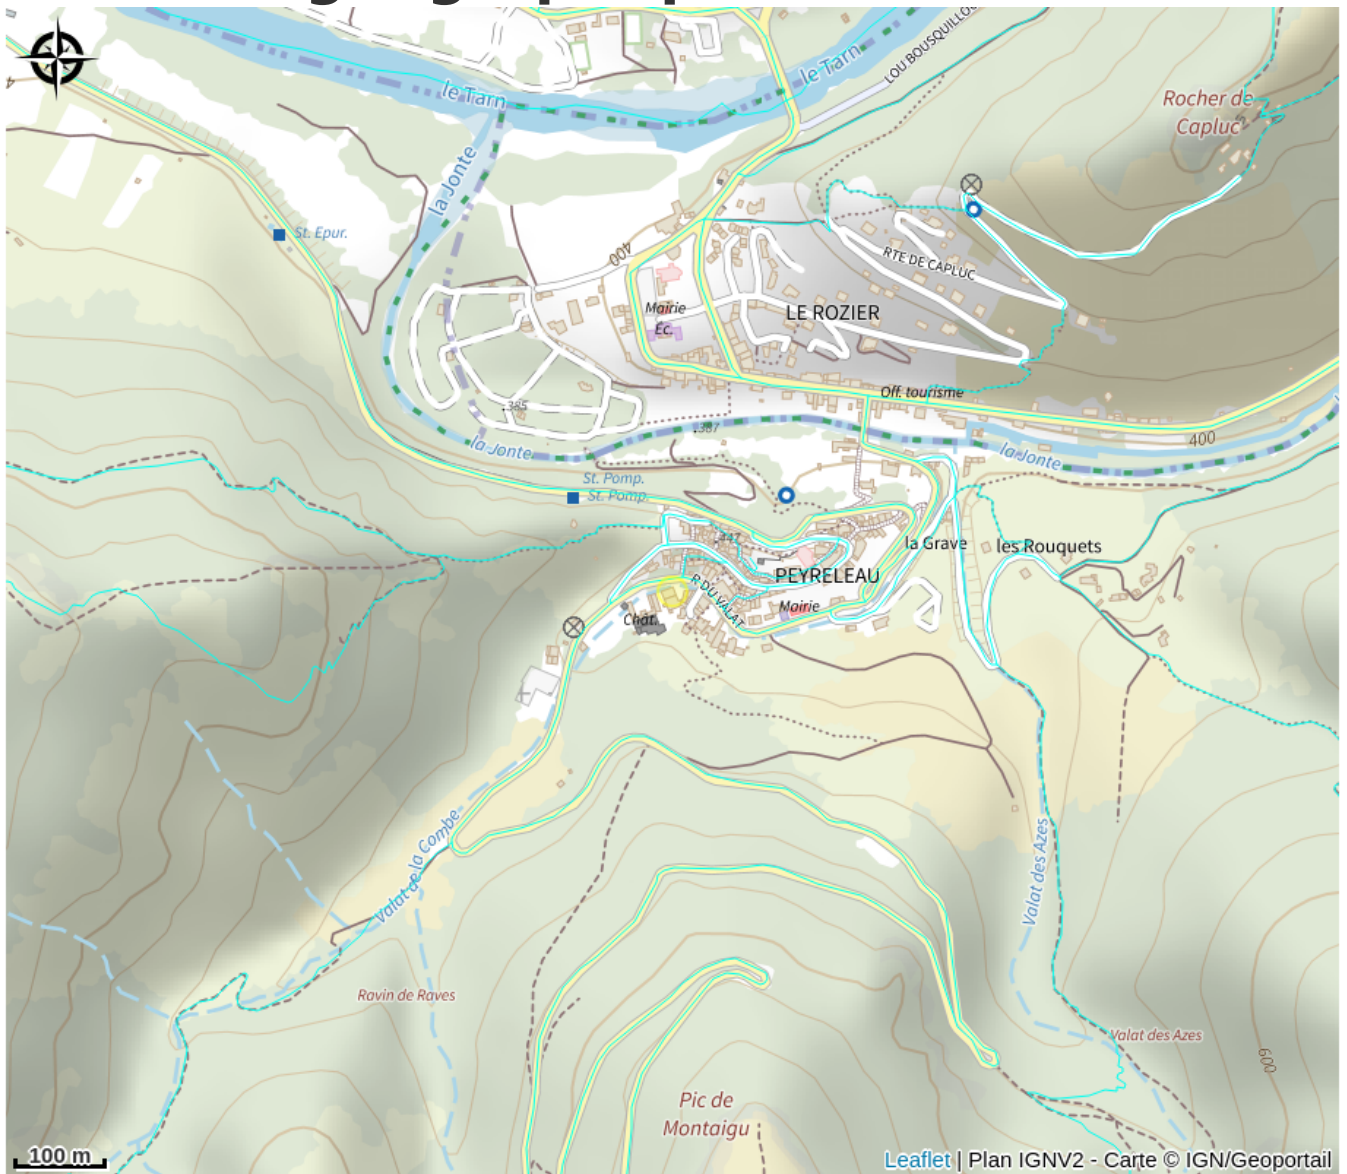 le Tarn
le Tarn
LOU BOUSQUILLOU
Rocher de
Capluc
la Jonte
St. Epur.
400
RTE DE CAPLUC
Mairie
Éc.
LE ROZIER
Off. tourisme
385
387
400
la Jonte
la Jonte
St. Pomp.
St. Pomp.
447
la Grave
les Rouquets
PEYRELEAU
R DU VALAT
Mairie
Chât.
Valat de la Combe
Valat des Azes
Ravin de Raves
Valat des Azes
600
Pic de
Montaigu
100 m
Leaflet | Plan IGNV2 - Carte © IGN/Geoportail